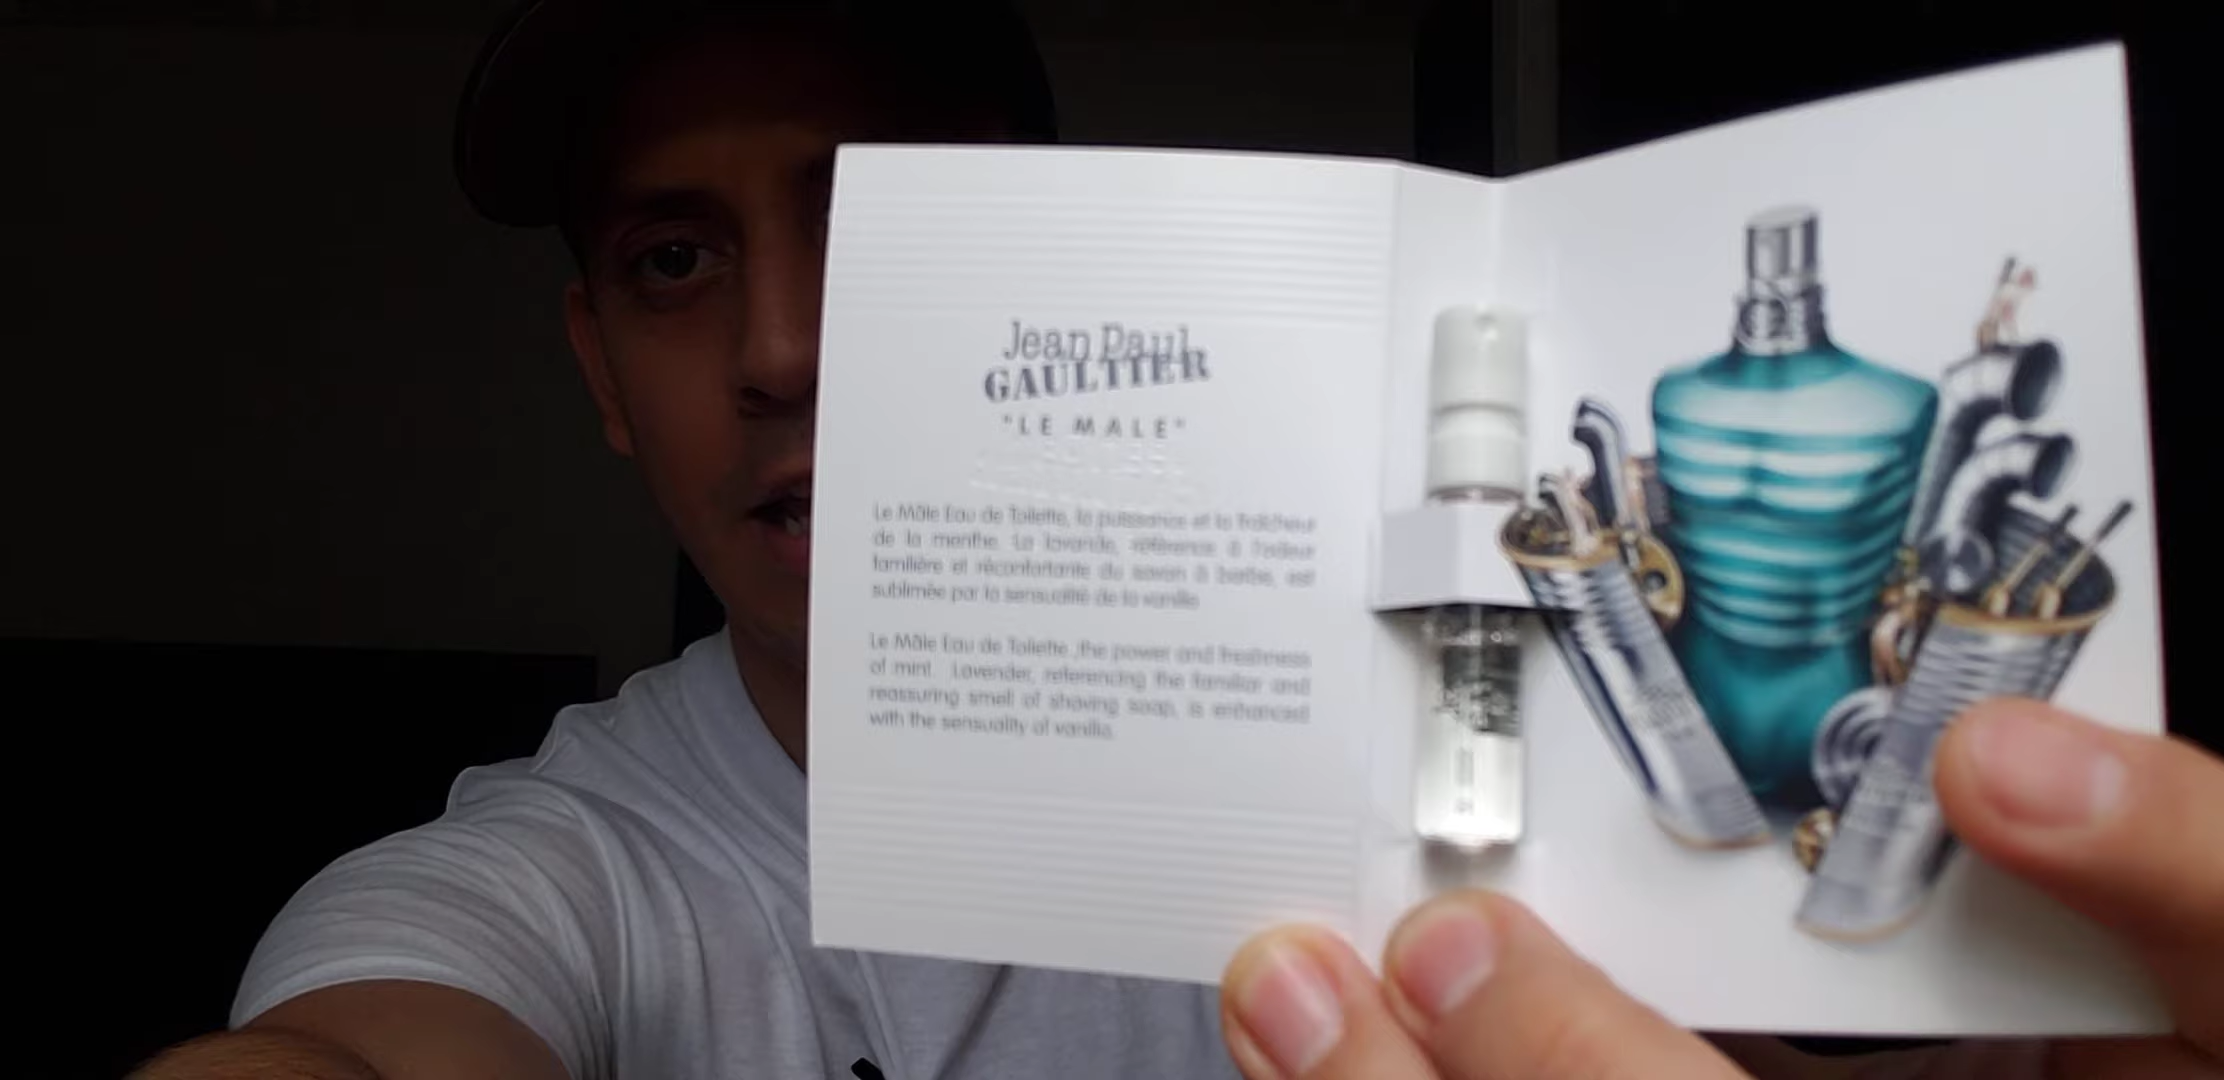 Jean Paul
GAULTIER
"LE MALE"
Le Mâle Eau de Toilette, la puissance et la fraîcheur
de la menthe. La lavande, référence à l'odeur
familière et réconfortante du savon à barbe, est
sublimée par la sensualité de la vanille.
Le Mâle Eau de Toilette ,the power and freshness
of mint. Lavender, referencing the familiar and
reassuring smell of shaving soap, is enhanced
with the sensuality of vanilla.